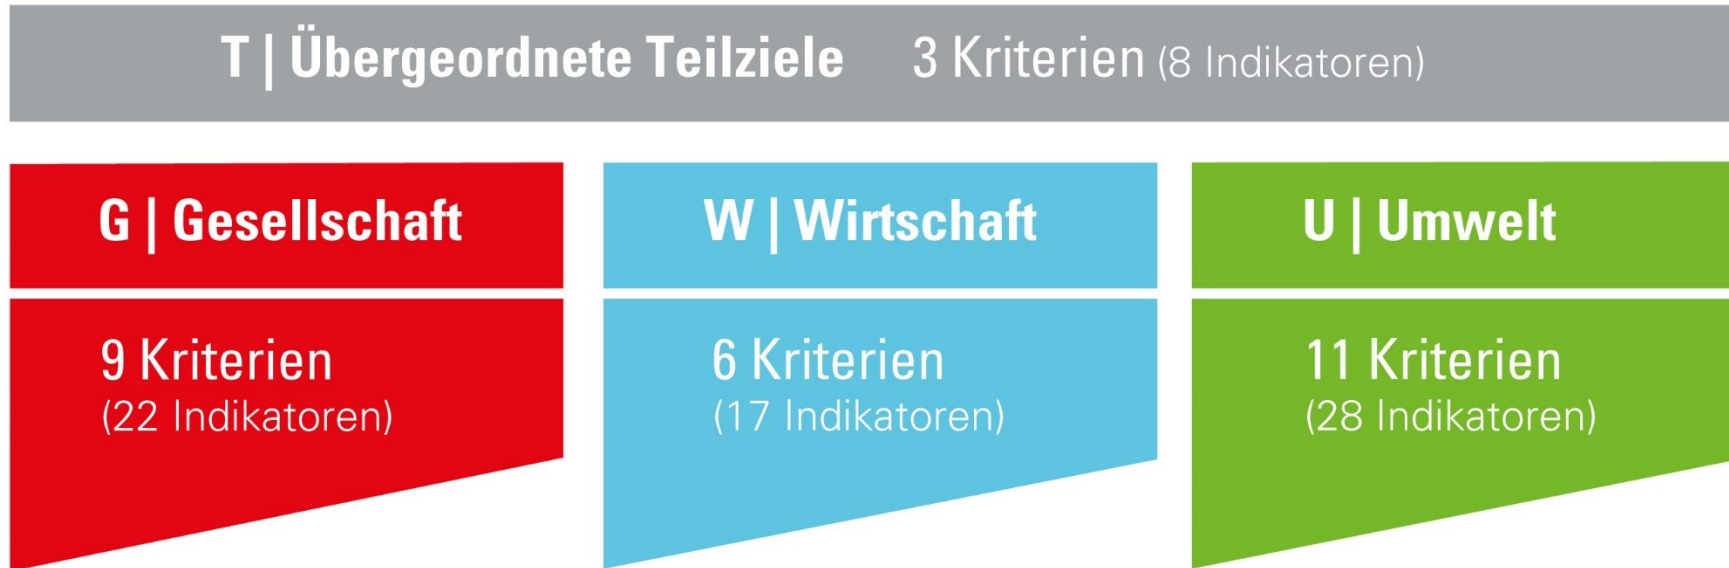 T | Übergeordnete Teilziele 3 Kriterien (8 Indikatoren)
G | Gesellschaft
9 Kriterien
(22 Indikatoren)
W | Wirtschaft
6 Kriterien
(17 Indikatoren)
U | Umwelt
11 Kriterien
(28 Indikatoren)